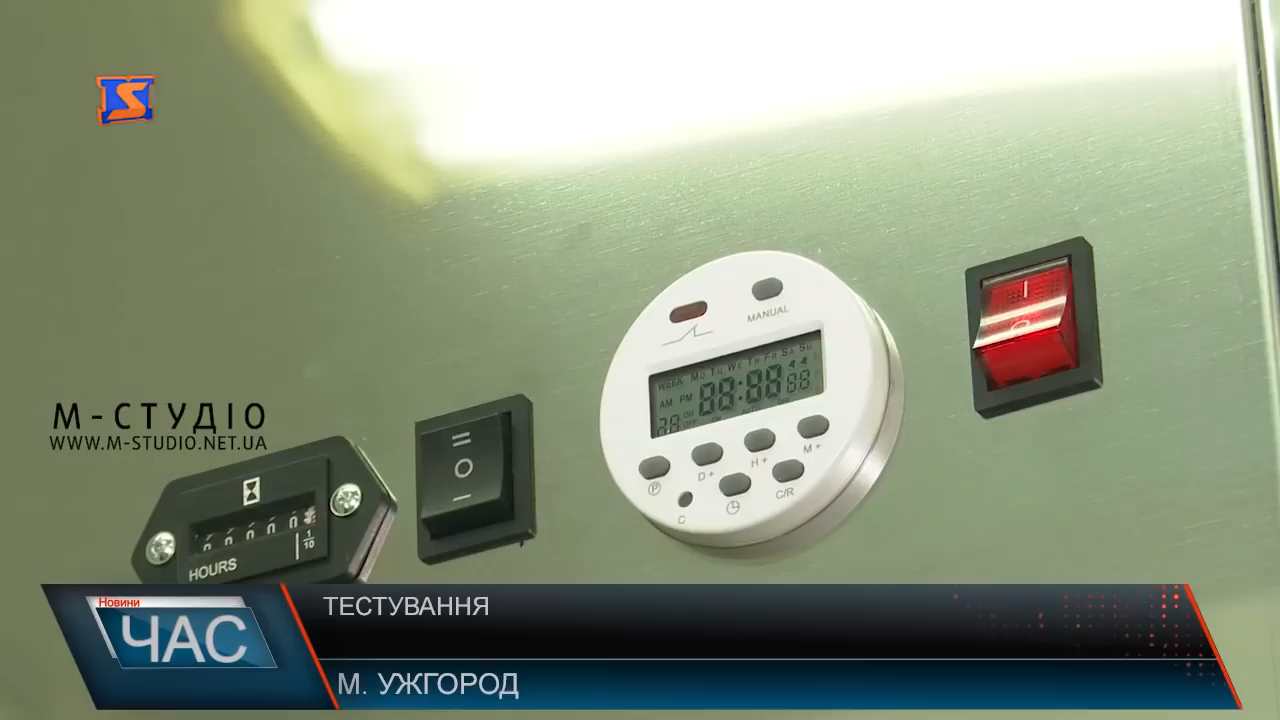 MANUAL
WEEK Mo Tu We Th Fr Sa Su
AM PM 88:88 88
P D+ H+ M+
C C/R
М-СТУДІО
WWW.M-STUDIO.NET.UA
HOURS 1/10
Новини
ЧАС
ТЕСТУВАННЯ
М. УЖГОРОД